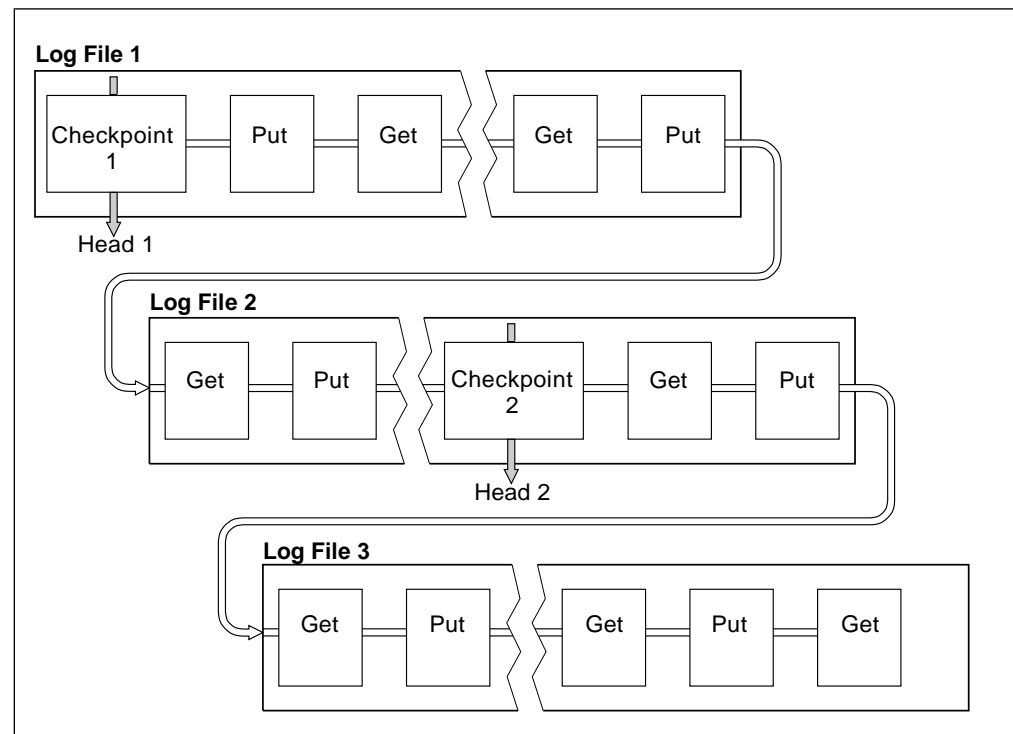 Log File 1
Checkpoint
1
Put
Get
Get
Put
Head 1
Log File 2
Get
Put
Checkpoint
2
Get
Put
Head 2
Log File 3
Get
Put
Get
Put
Get